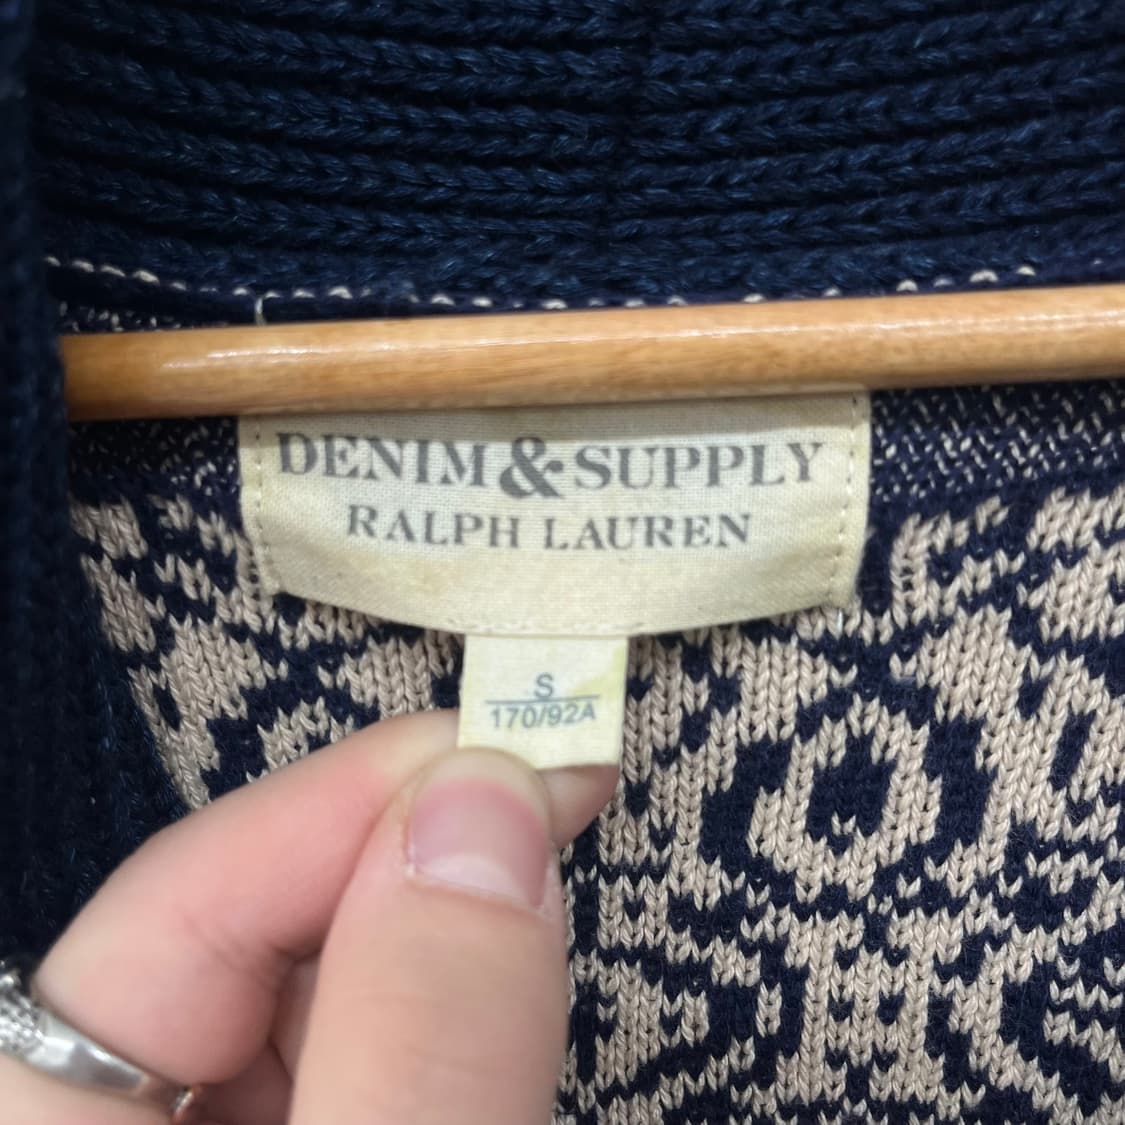 DENIM & SUPPLY
RALPH LAUREN
S
170/92A